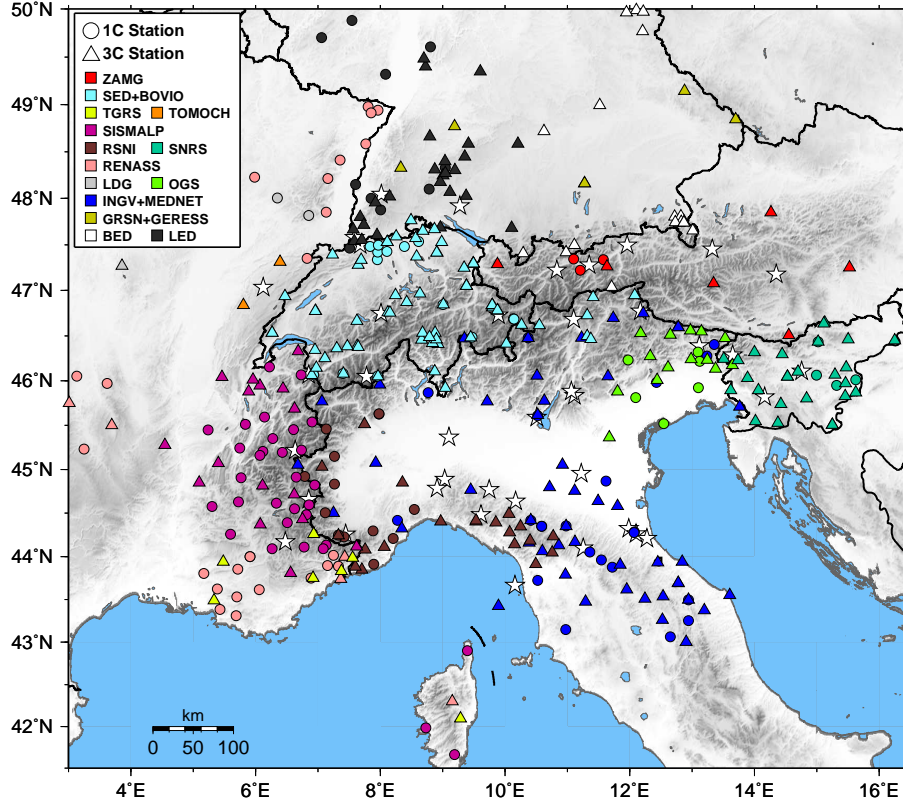 50˚N
49˚N
48˚N
47˚N
46˚N
45˚N
44˚N
43˚N
42˚N
1C Station
3C Station
ZAMG
SED+BOVIO
TGRS TOMOCH
SISMALP
RSNI SNRS
RENASS
LDG OGS
INGV+MEDNET
GRSN+GERESS
BED LED
km
0 50 100
4˚E 6˚E 8˚E 10˚E 12˚E 14˚E 16˚E